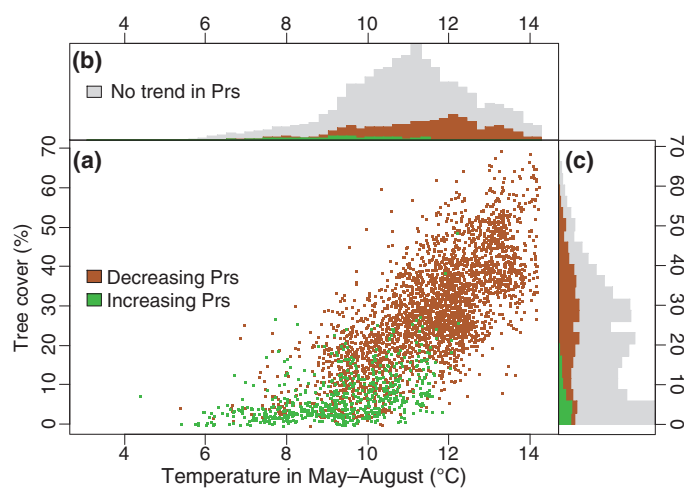 4 6 8 10 12 14
(b)
No trend in Prs
70 60 50 40 30 20 10 0
Tree cover (%)
(a)
Decreasing Prs
Increasing Prs
(c)
70 60 50 40 30 20 10 0
4 6 8 10 12 14
Temperature in May–August (°C)